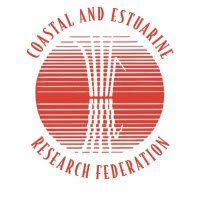 COASTAL AND ESTUARINE
RESEARCH FEDERATION